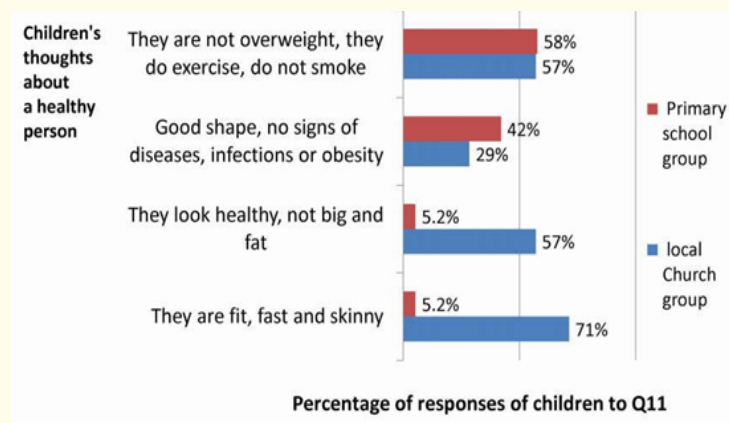 Children's
thoughts
about
a healthy
person
They are not overweight, they
do exercise, do not smoke
58%
57%
Good shape, no signs of
diseases, infections or obesity
42%
29%
They look healthy, not big and
fat
5.2%
57%
They are fit, fast and skinny
5.2%
71%
Primary
school
group
local
Church
group
Percentage of responses of children to Q11